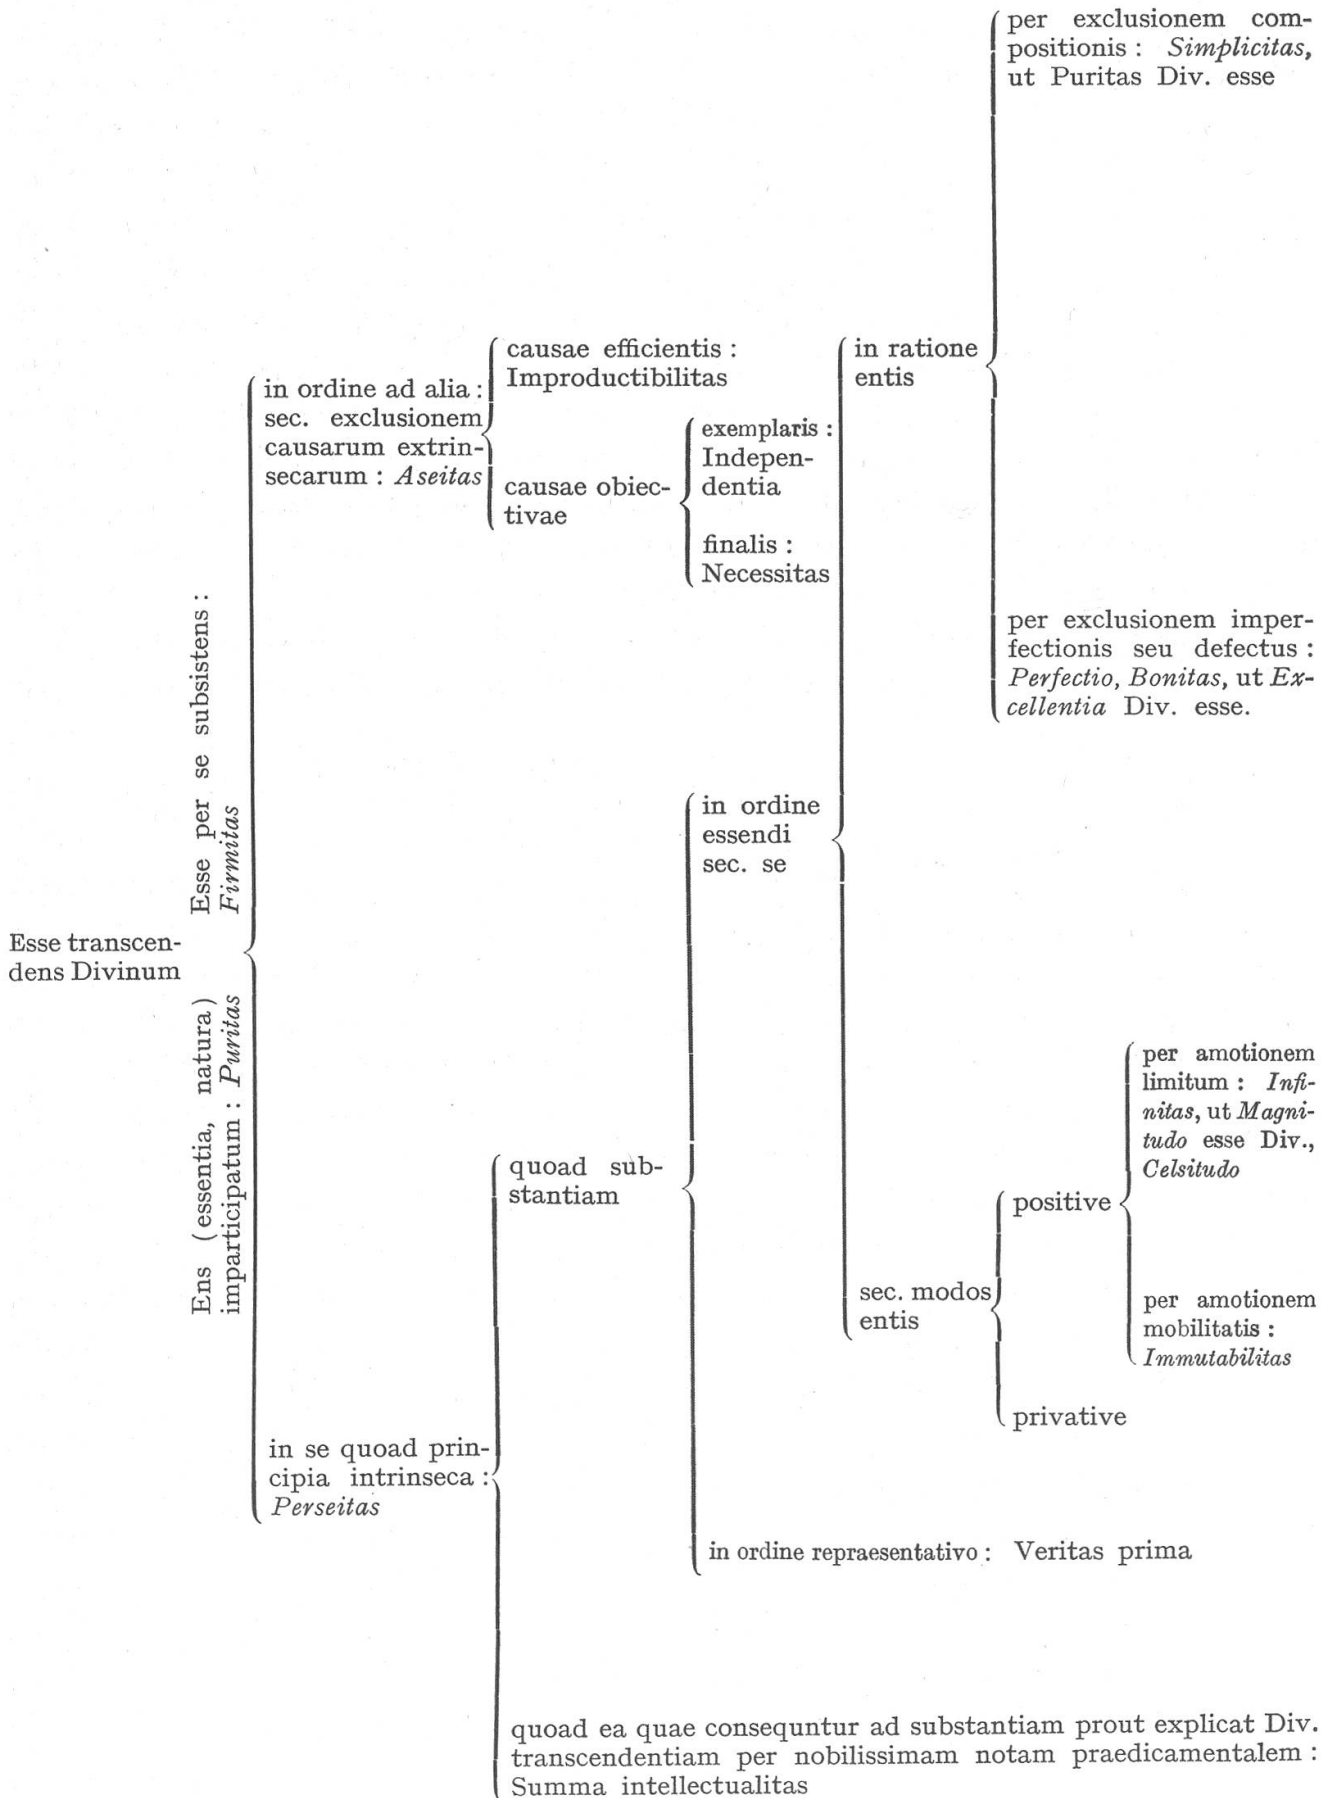 Esse transcen-
dens Divinum
Esse per se subsistens :
Firmitas
Ens (essentia, natura)
imparticipatum : Puritas
in ordine ad alia :
sec. exclusionem
causarum extrin-
secarum : Aseitas
causae efficientis :
Improductibilitas
causae obiec-
tivae
exemplaris :
Indepen-
dentia
finalis :
Necessitas
in se quoad prin-
cipia intrinseca :
Perseitas
quoad sub-
stantiam
in ordine
essendi
sec. se
in ratione
entis
per exclusionem com-
positionis : Simplicitas,
ut Puritas Div. esse
per exclusionem imper-
fectionis seu defectus :
Perfectio, Bonitas, ut Ex-
cellentia Div. esse.
sec. modos
entis
positive
per amotionem
limitum : Infi-
nitas, ut Magni-
tudo esse Div.,
Celsitudo
per amotionem
mobilitatis :
Immutabilitas
privative
in ordine repraesentativo : Veritas prima
quoad ea quae consequntur ad substantiam prout explicat Div.
transcendentiam per nobilissimam notam praedicamentalem :
Summa intellectualitas